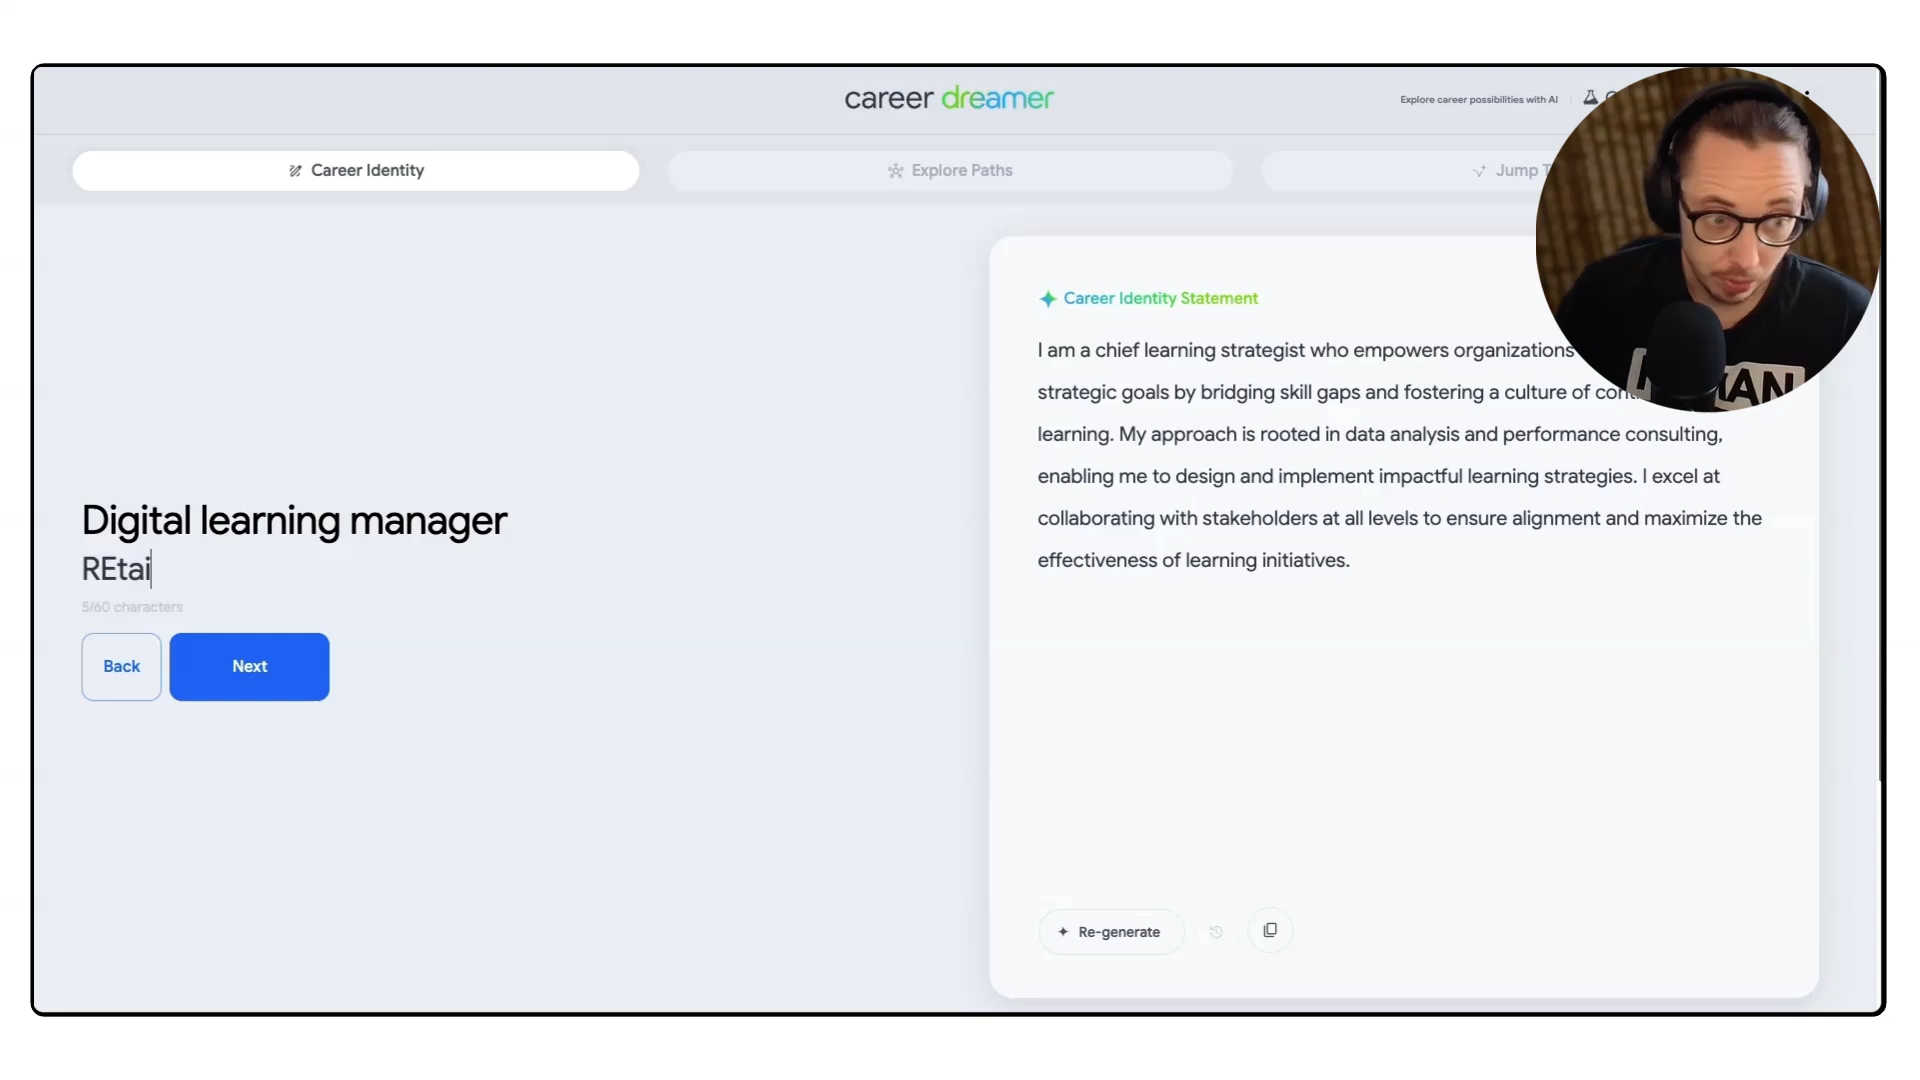 career dreamer
Explore career possibilities with AI
Career Identity
Explore Paths
Jump
Career Identity Statement
I am a chief learning strategist who empowers organizations
strategic goals by bridging skill gaps and fostering a culture of
learning. My approach is rooted in data analysis and performance consulting,
enabling me to design and implement impactful learning strategies. I excel at
collaborating with stakeholders at all levels to ensure alignment and maximize the
effectiveness of learning initiatives.
Digital learning manager
REtai
5/60 characters
Back
Next
Re-generate